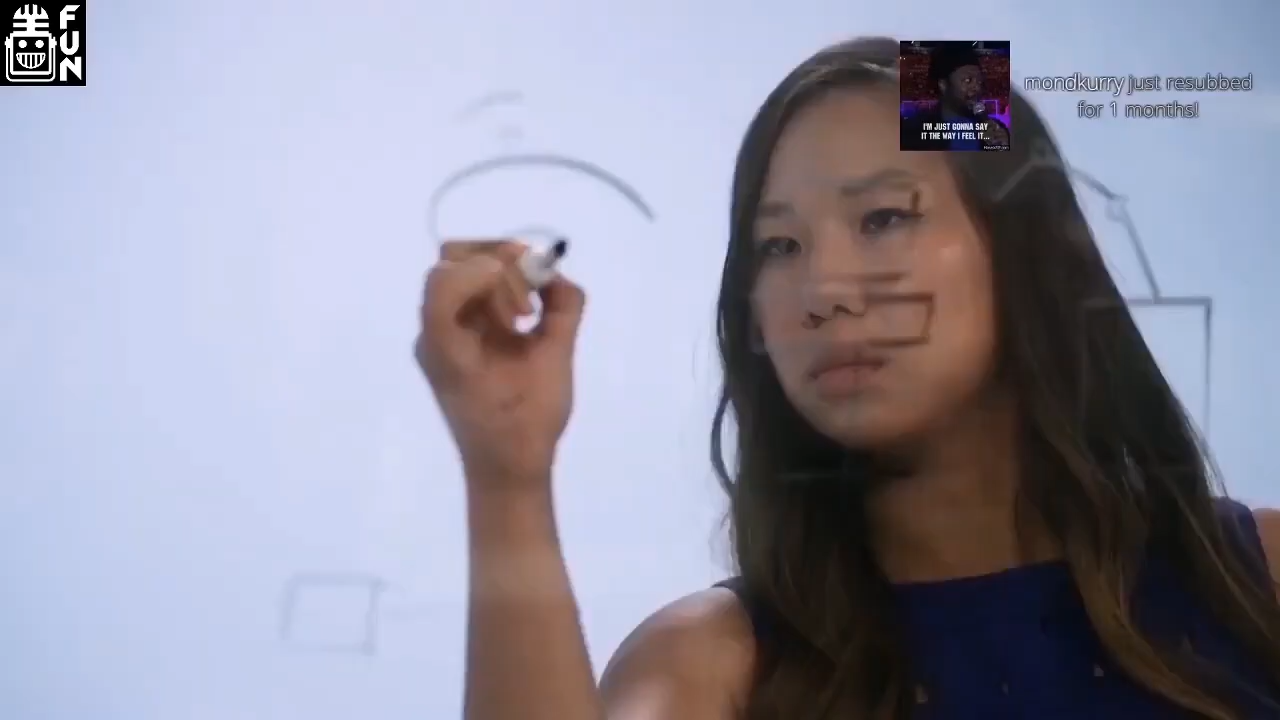 FUN
I'M JUST GONNA SAY
IT THE WAY I FEEL IT...
mondkurry just resubbed
for 1 months!